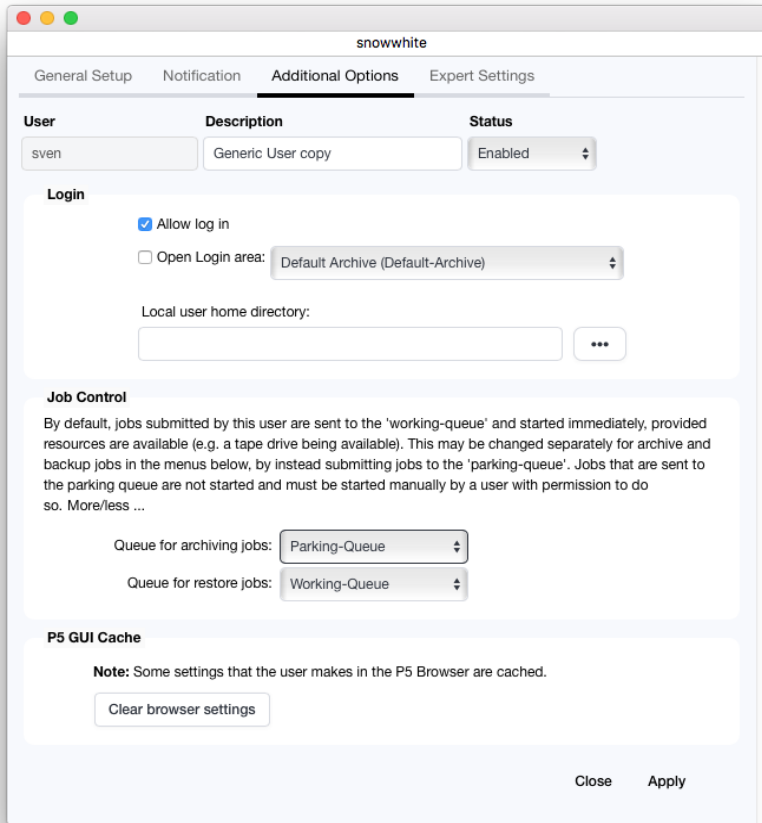 snowwhite
General Setup Notification Additional Options Expert Settings
User Description Status
sven Generic User copy Enabled
Login
Allow log in
Open Login area: Default Archive (Default-Archive)
Local user home directory:
•••
Job Control
By default, jobs submitted by this user are sent to the 'working-queue' and started immediately, provided
resources are available (e.g. a tape drive being available). This may be changed separately for archive and
backup jobs in the menus below, by instead submitting jobs to the 'parking-queue'. Jobs that are sent to
the parking queue are not started and must be started manually by a user with permission to do
so. More/less ...
Queue for archiving jobs: Parking-Queue
Queue for restore jobs: Working-Queue
P5 GUI Cache
Note: Some settings that the user makes in the P5 Browser are cached.
Clear browser settings
Close Apply